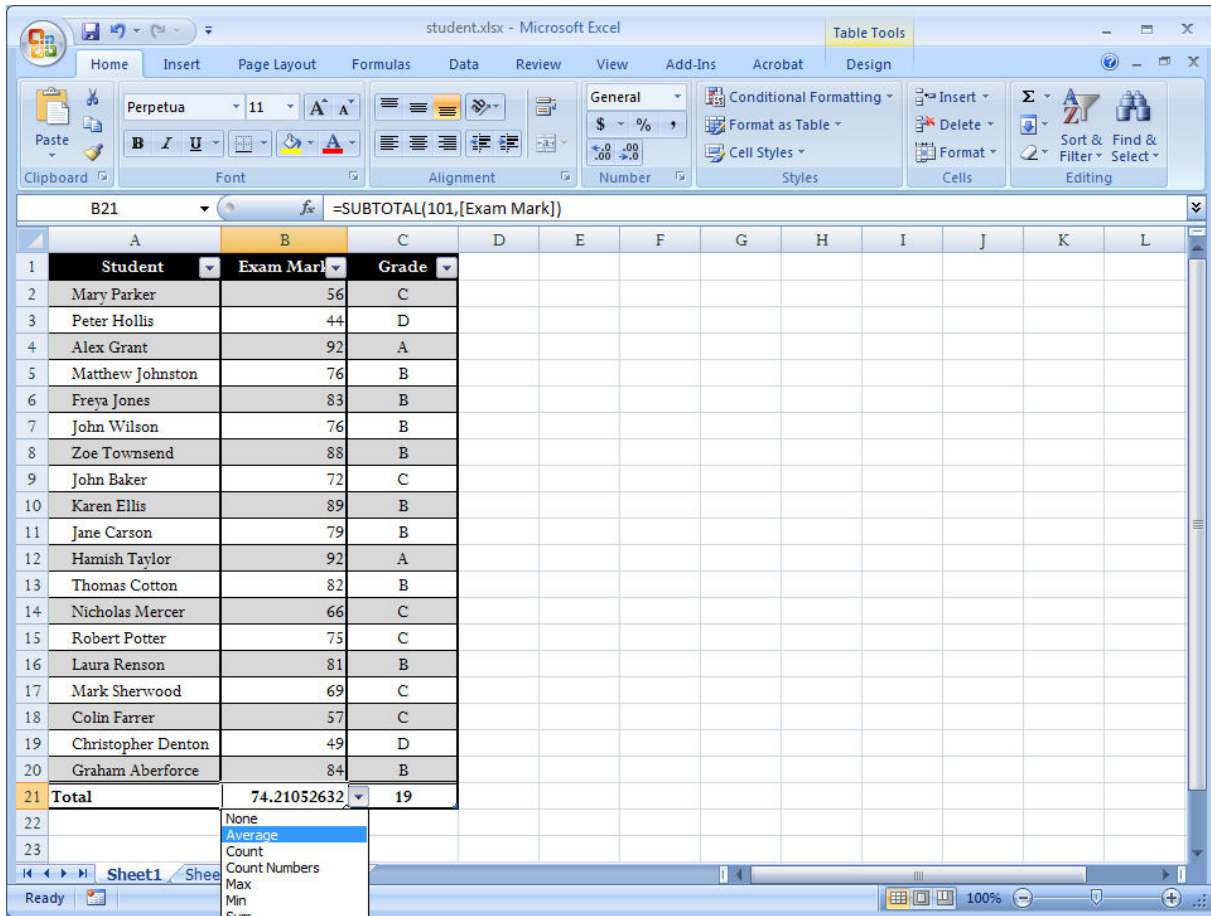 student.xlsx - Microsoft Excel Table Tools
Home Insert Page Layout Formulas Data Review View Add-Ins Acrobat Design
Paste
Perpetua 11 A A
B I U A
General
$ % ,
.0 .00 .00 .0
Conditional Formatting
Format as Table
Cell Styles
Insert
Delete
Format
Σ
Sort & Filter
Find & Select
Clipboard Font Alignment Number Styles Cells Editing
B21 fx =SUBTOTAL(101,[Exam Mark])
A B C D E F G H I J K L
1 Student Exam Mark Grade
2 Mary Parker 56 C
3 Peter Hollis 44 D
4 Alex Grant 92 A
5 Matthew Johnston 76 B
6 Freya Jones 83 B
7 John Wilson 76 B
8 Zoe Townsend 88 B
9 John Baker 72 C
10 Karen Ellis 89 B
11 Jane Carson 79 B
12 Hamish Taylor 92 A
13 Thomas Cotton 82 B
14 Nicholas Mercer 66 C
15 Robert Potter 75 C
16 Laura Renson 81 B
17 Mark Sherwood 69 C
18 Colin Farrer 57 C
19 Christopher Denton 49 D
20 Graham Aberforce 84 B
21 Total 74.21052632 19
22 None
Average
23 Count
Count Numbers
Max
Min
Sum
Sheet1 Shee
Ready 100%